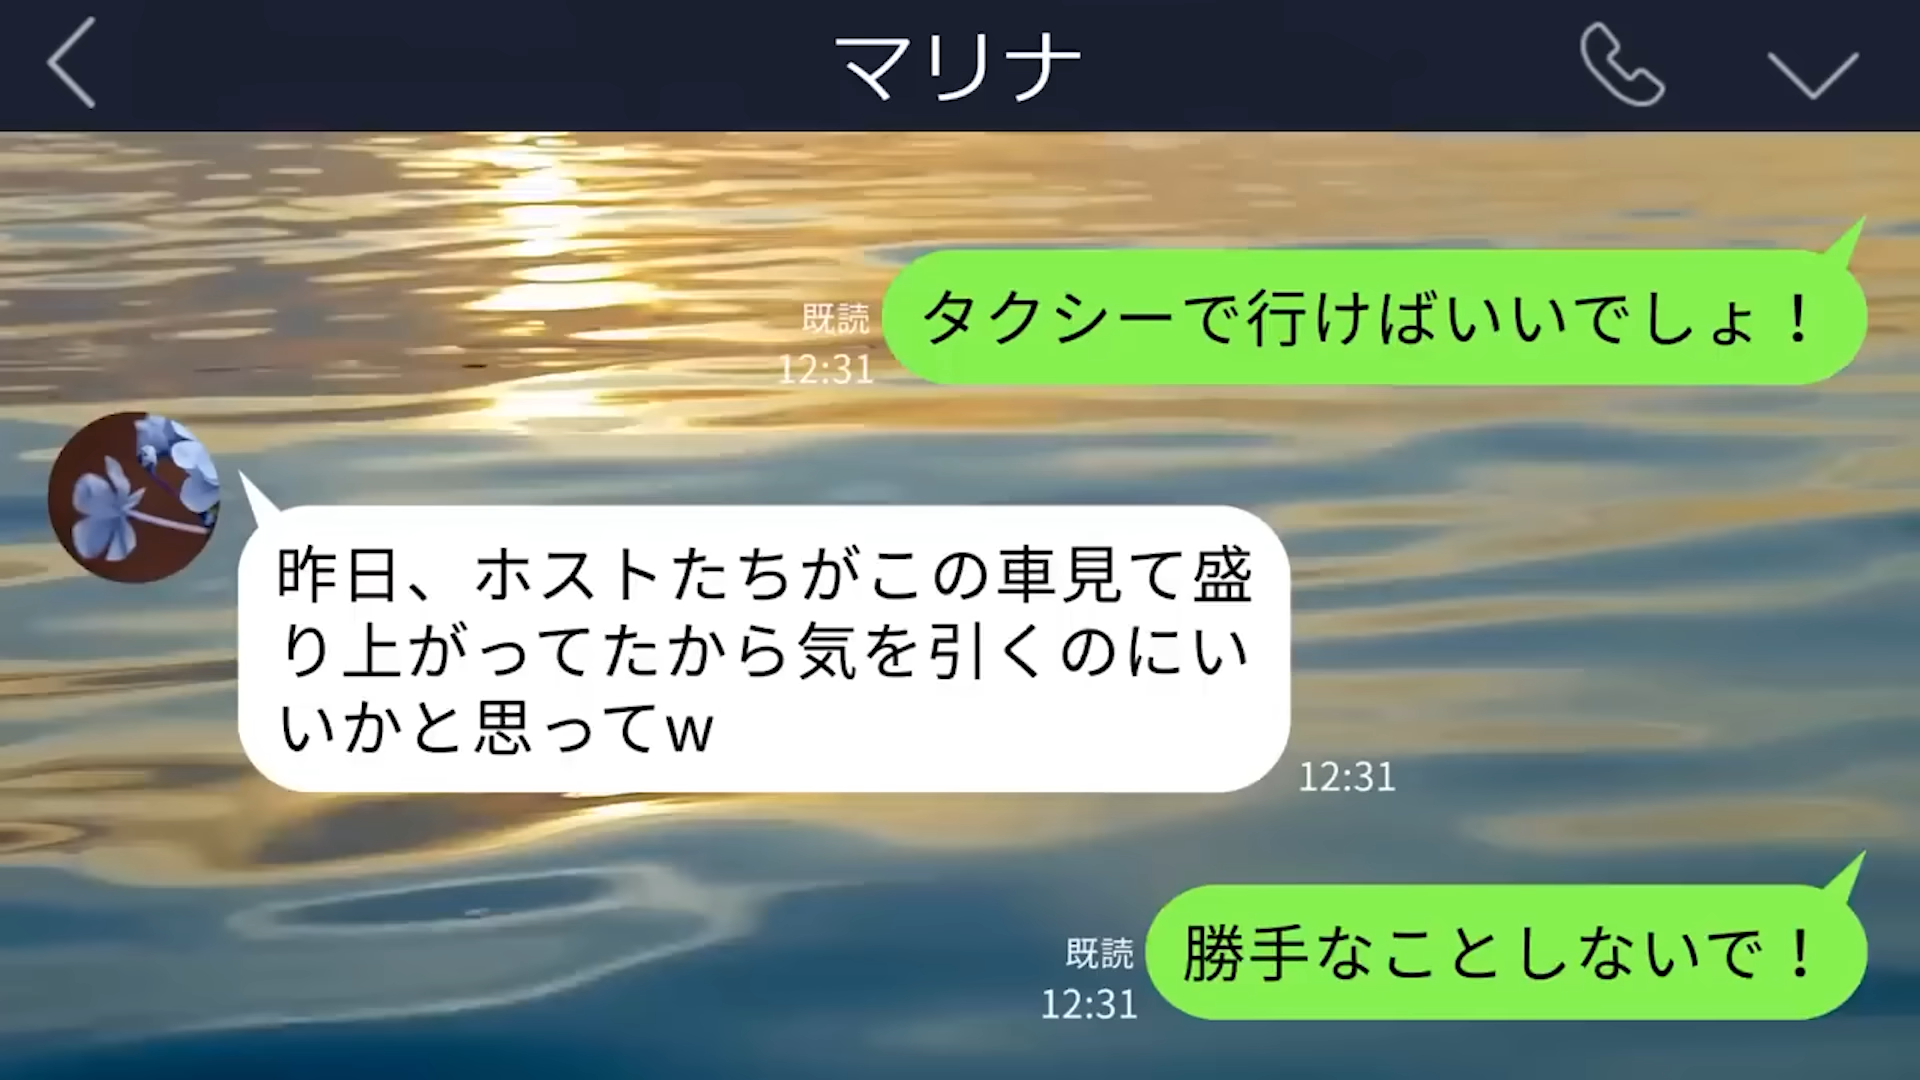 マリナ
タクシーで行けばいいでしょ！
既読
12:31
昨日、ホストたちがこの車見て盛
り上がってたから気を引くのにい
いかと思ってw
12:31
勝手なことしないで！
既読
12:31